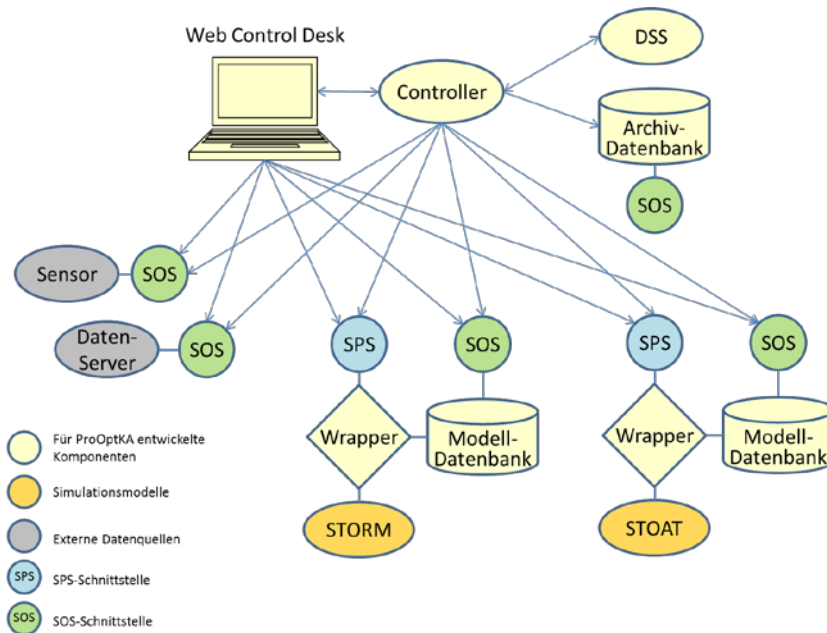 Web Control Desk
DSS
Controller
Archiv-
Datenbank
SOS
Sensor
SOS
Daten-
Server
SOS
SPS
SOS
SPS
SOS
Wrapper
Modell-
Datenbank
Wrapper
Modell-
Datenbank
STORM
STOAT
Für ProOptKA entwickelte
Komponenten
Simulationsmodelle
Externe Datenquellen
SPS
SPS-Schnittstelle
SOS
SOS-Schnittstelle